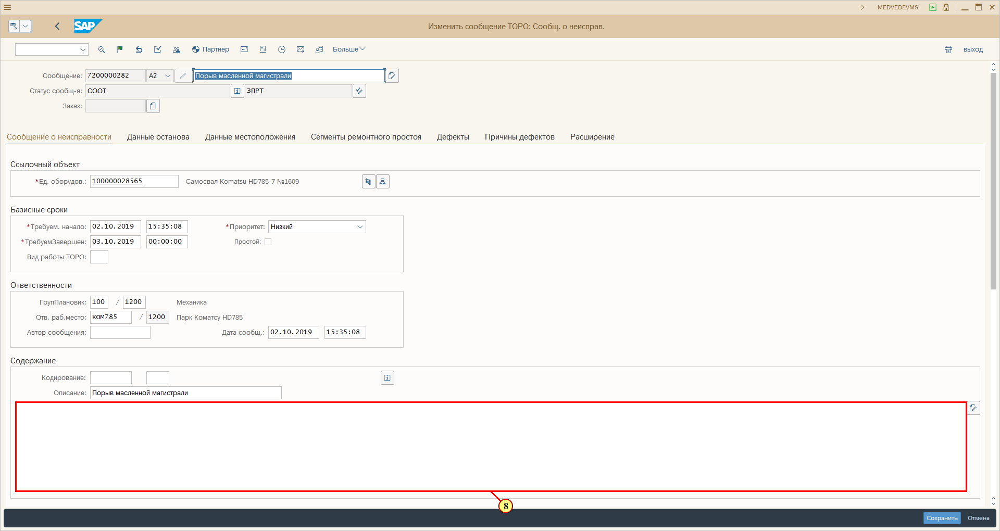 MEDVEDEVMS
SAP
Изменить сообщение ТОРО: Сообщ. о неисправ.
Партнер
Больше
выход
Сообщение: 7200000282 A2 Порыв масленной магистрали
Статус сообщ-я: СООТ ЗПРТ
Заказ:
Сообщение о неисправности Данные останова Данные местоположения Сегменты ремонтного простоя Дефекты Причины дефектов Расширение
Ссылочный объект
*Ед. оборудов.: 100000028565 Самосвал Komatsu HD785-7 №1609
Базисные сроки
*Требуем. начало: 02.10.2019 15:35:08 *Приоритет: Низкий
*ТребуемЗавершен: 03.10.2019 00:00:00 Простой:
Вид работы ТОРО:
Ответственности
ГрупПлановик: 100 / 1200 Механика
Отв. раб.место: КОМ785 / 1200 Парк Коматсу HD785
Автор сообщения: Дата сообщ.: 02.10.2019 15:35:08
Содержание
Кодирование:
Описание: Порыв масленной магистрали
8
Сохранить Отмена